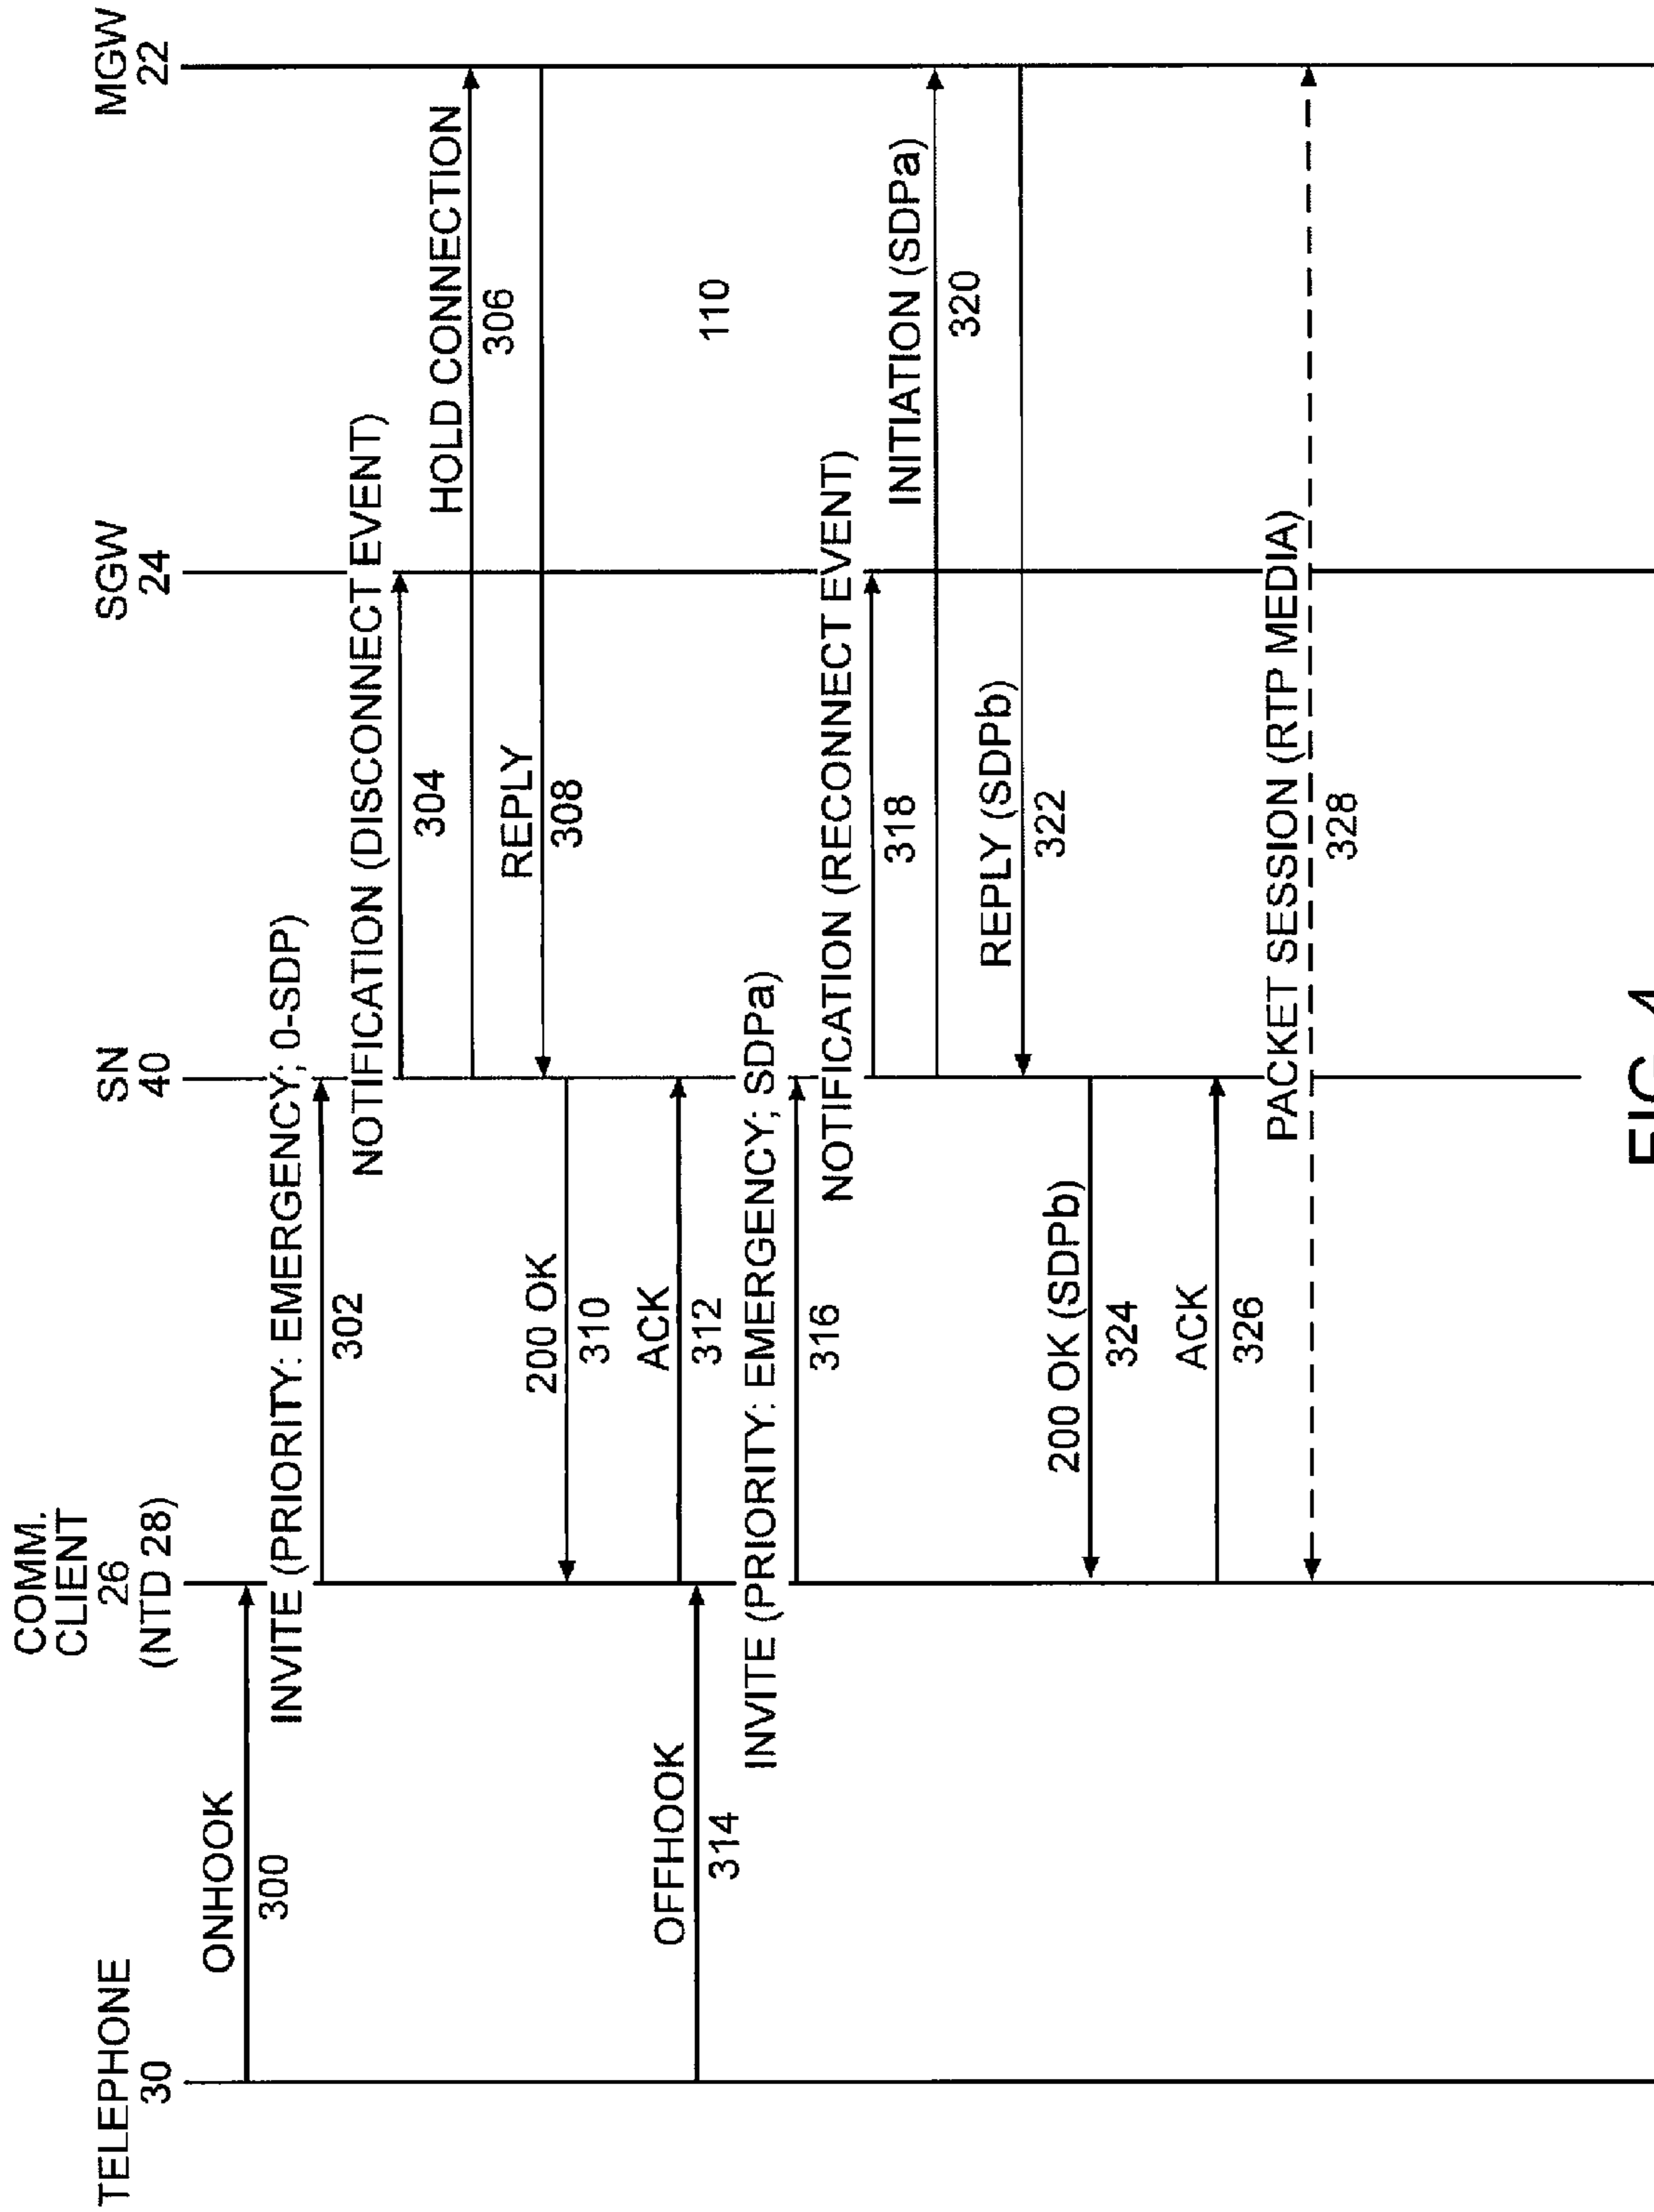 TELEPHONE
30
COMM.
CLIENT
26
(NTD 28)
SN
40
SGW
24
MGW
22
ONHOOK
300
INVITE (PRIORITY: EMERGENCY; 0-SDP)
302
NOTIFICATION (DISCONNECT EVENT)
304
HOLD CONNECTION
306
REPLY
308
200 OK
310
ACK
312
110
OFFHOOK
314
INVITE (PRIORITY: EMERGENCY; SDPa)
316
NOTIFICATION (RECONNECT EVENT)
318
INITIATION (SDPa)
320
REPLY (SDPb)
322
200 OK (SDPb)
324
ACK
326
PACKET SESSION (RTP MEDIA)
328
FIG. 4